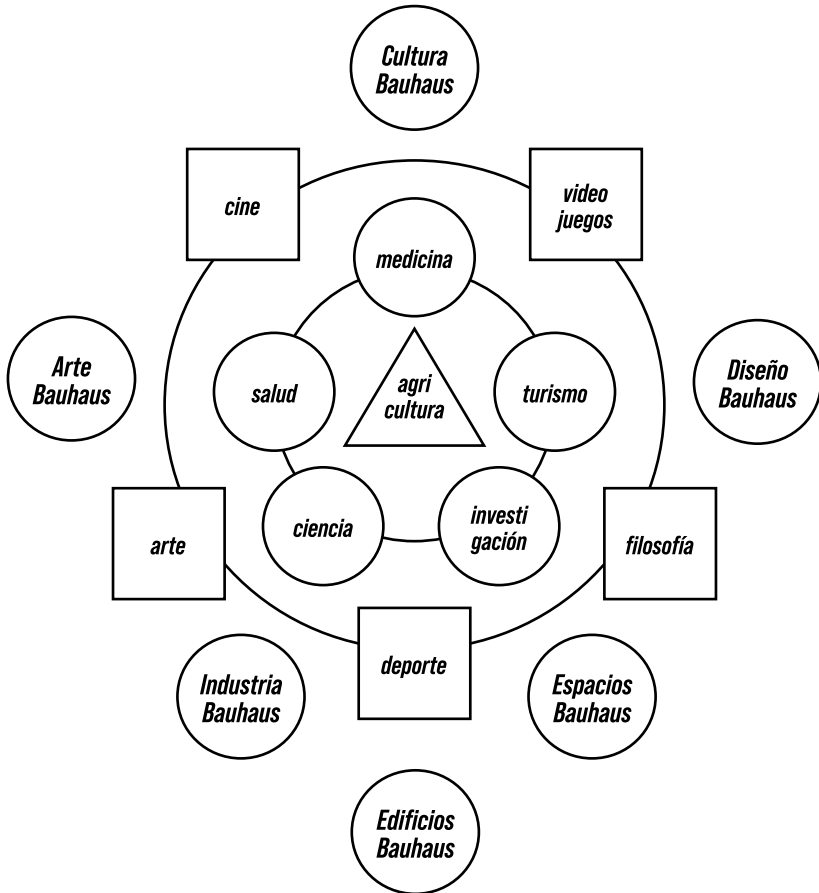 Cultura
Bauhaus
cine
video
juegos
medicina
Arte
Bauhaus
salud
agri
cultura
turismo
Diseño
Bauhaus
ciencia
investi
gación
arte
filosofía
deporte
Industria
Bauhaus
Espacios
Bauhaus
Edificios
Bauhaus